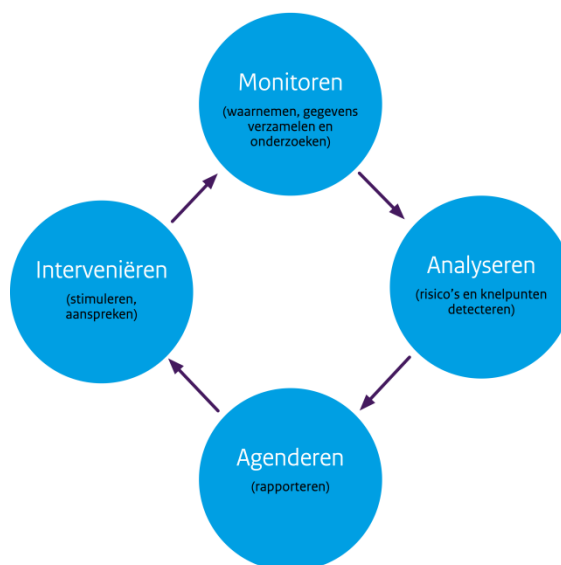 Monitoren
(waarnemen, gegevens
verzamelen en
onderzoeken)
Analyseren
(risico's en knelpunten
detecteren)
Agenderen
(rapporteren)
Interveniëren
(stimuleren,
aanspreken)